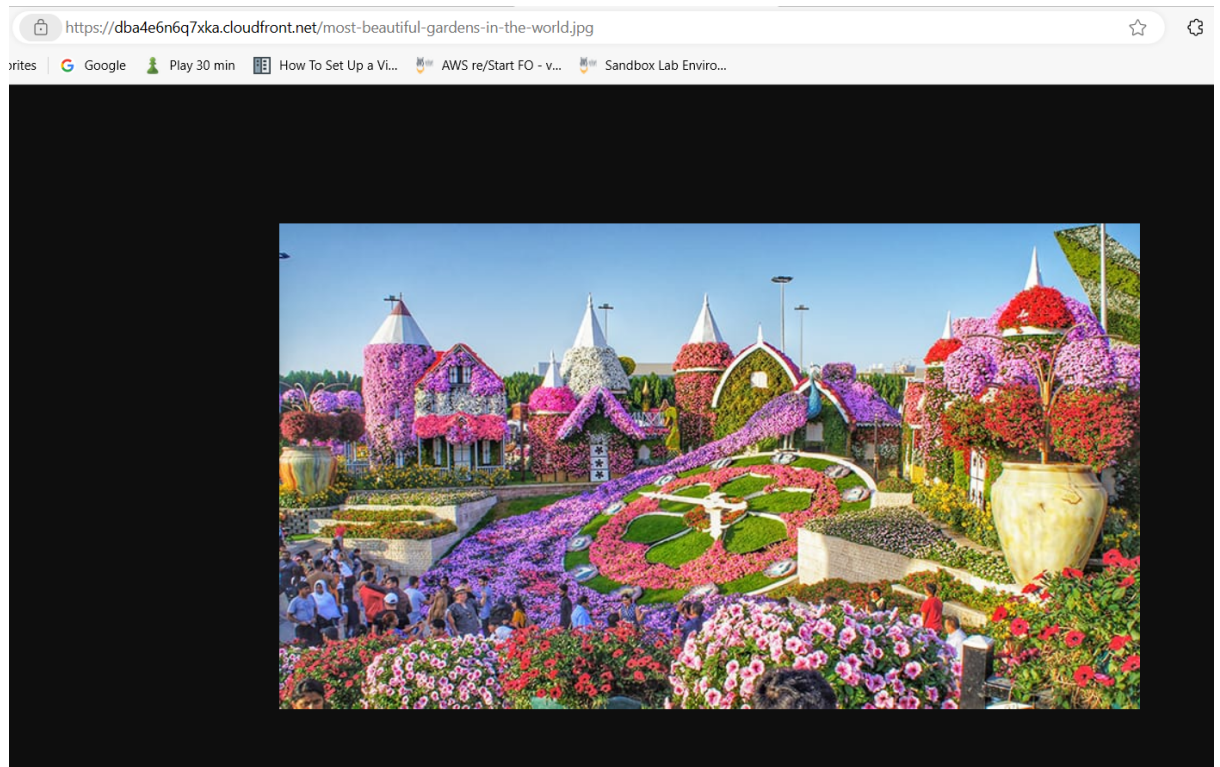 https://dba4e6n6q7xka.cloudfront.net/most-beautiful-gardens-in-the-world.jpg
orites Google Play 30 min How To Set Up a Vi... AWS re/Start FO - v... Sandbox Lab Enviro...